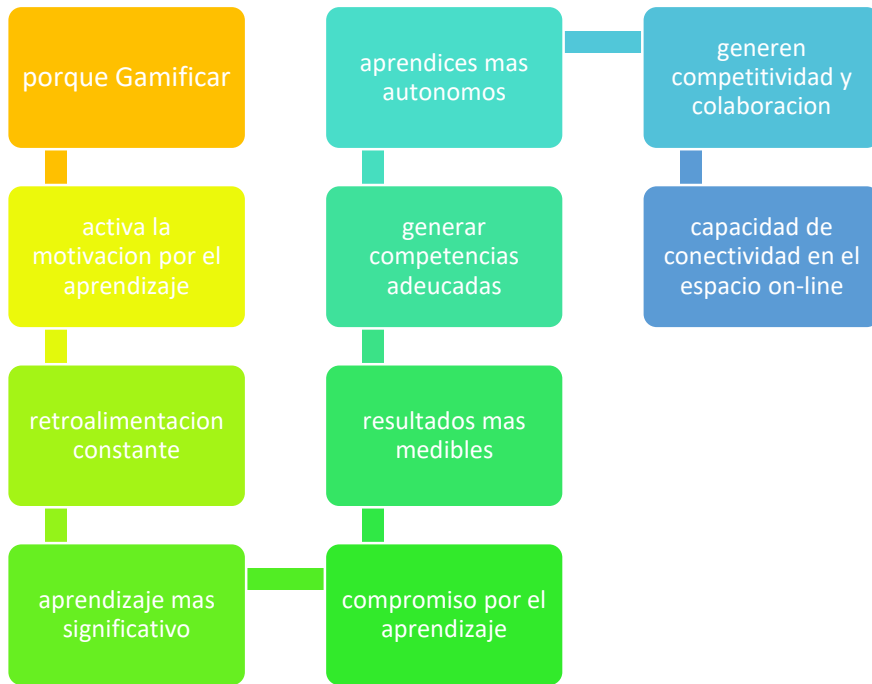 porque Gamificar
activa la
motivacion por el
aprendizaje
retroalimentacion
constante
aprendizaje mas
significativo
compromiso por el
aprendizaje
resultados mas
medibles
generar
competencias
adeucadas
aprendices mas
autonomos
generen
competitividad y
colaboracion
capacidad de
conectividad en el
espacio on-line